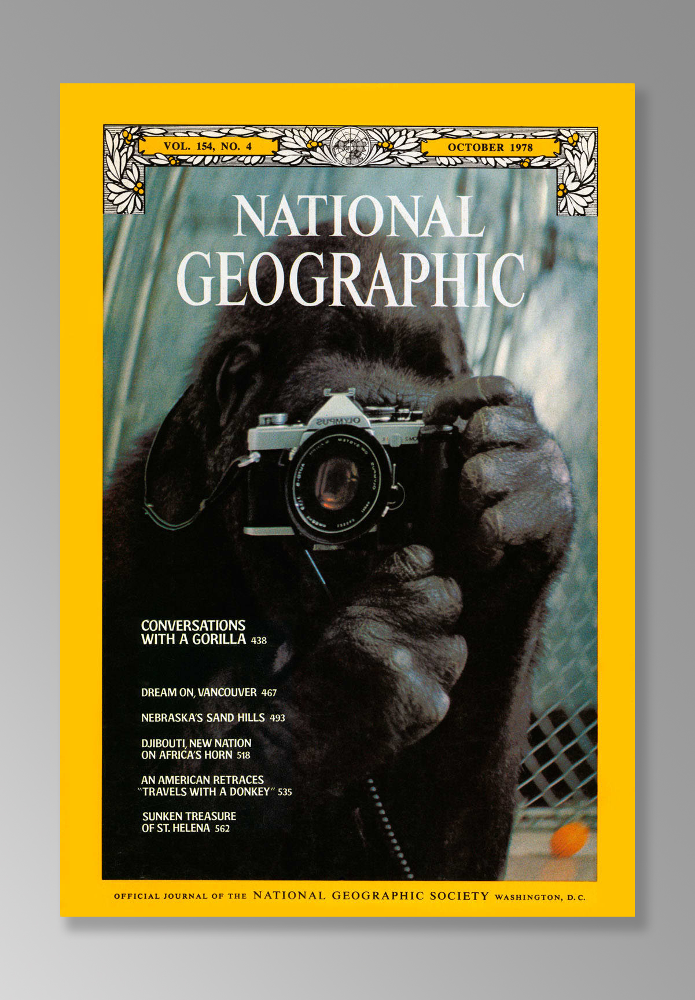 VOL. 154, NO. 4
OCTOBER 1978
NATIONAL
GEOGRAPHIC
OLYMPUS
CONVERSATIONS
WITH A GORILLA 438
DREAM ON, VANCOUVER 467
NEBRASKA'S SAND HILLS 493
DJIBOUTI, NEW NATION
ON AFRICA'S HORN 518
AN AMERICAN RETRACES
"TRAVELS WITH A DONKEY" 535
SUNKEN TREASURE
OF ST. HELENA 562
OFFICIAL JOURNAL OF THE NATIONAL GEOGRAPHIC SOCIETY WASHINGTON, D.C.